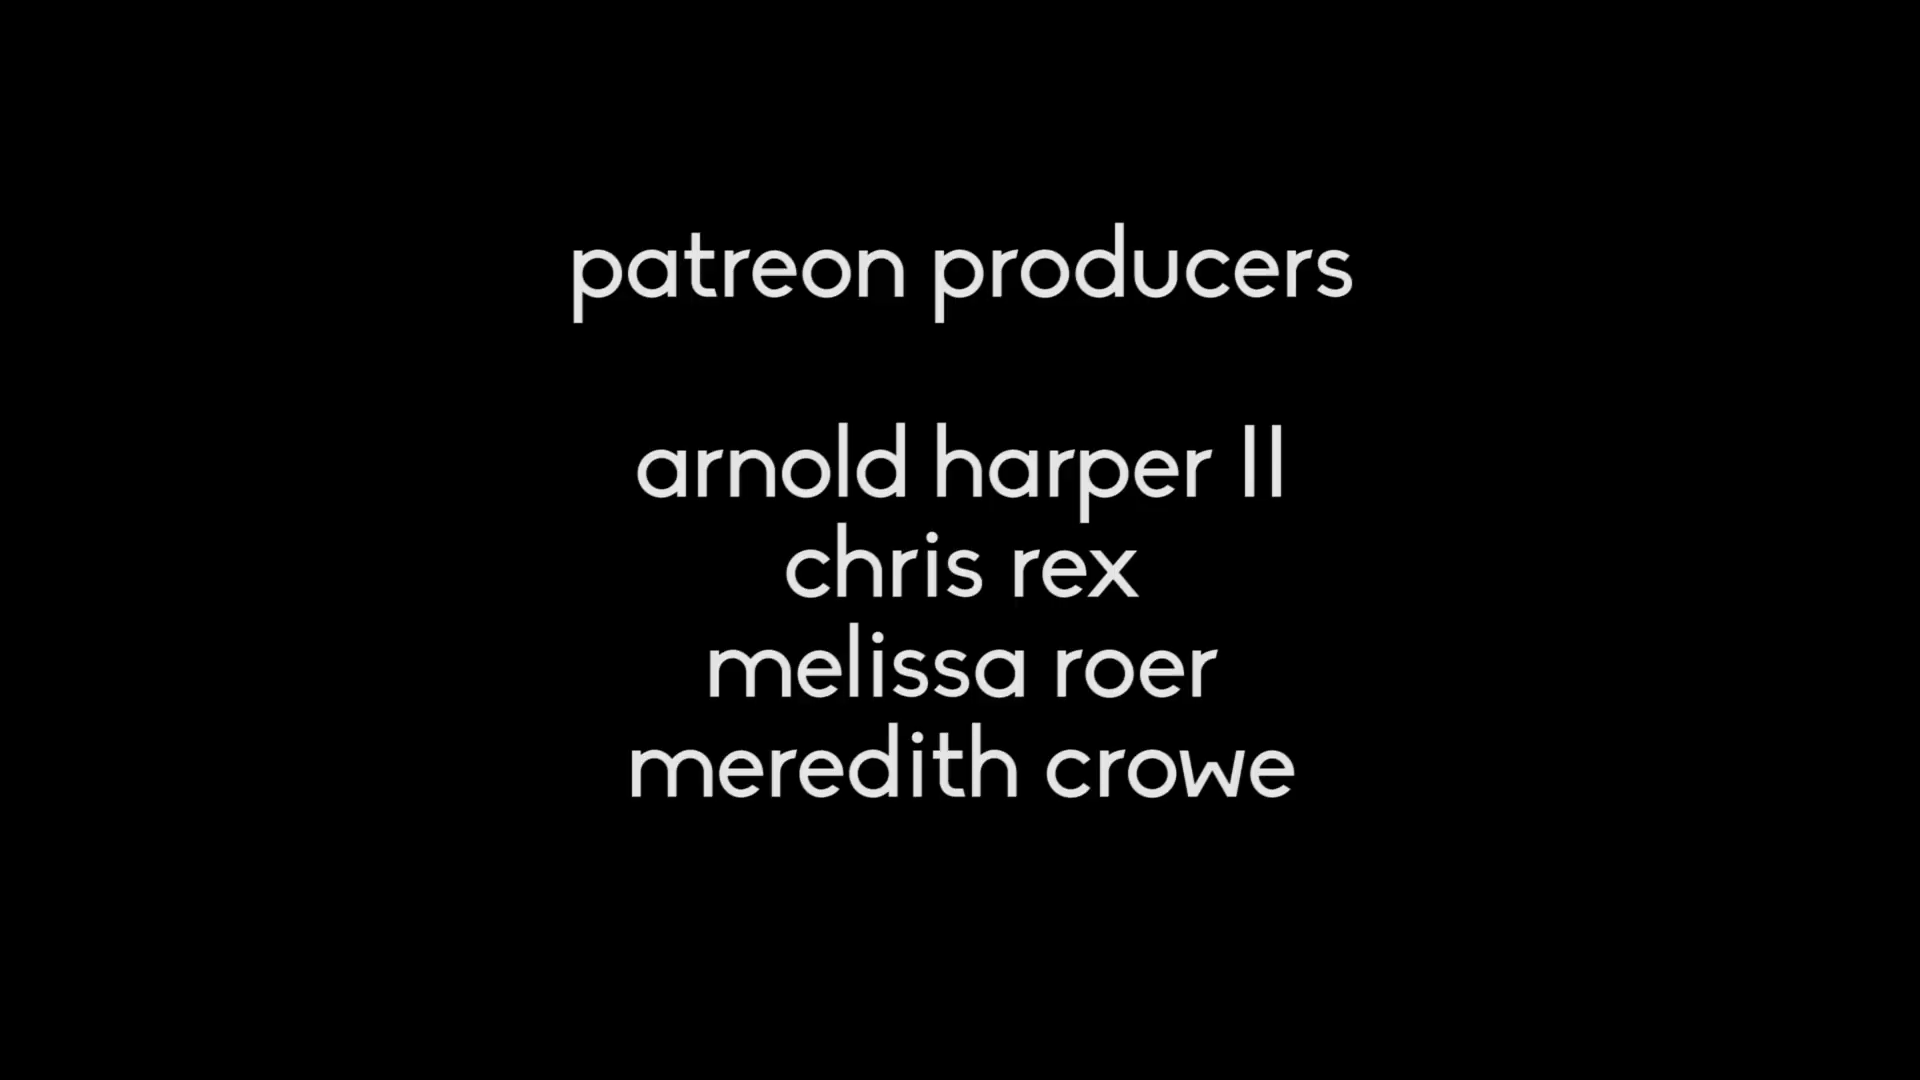 patreon producers
arnold harper II
chris rex
melissa roer
meredith crowe